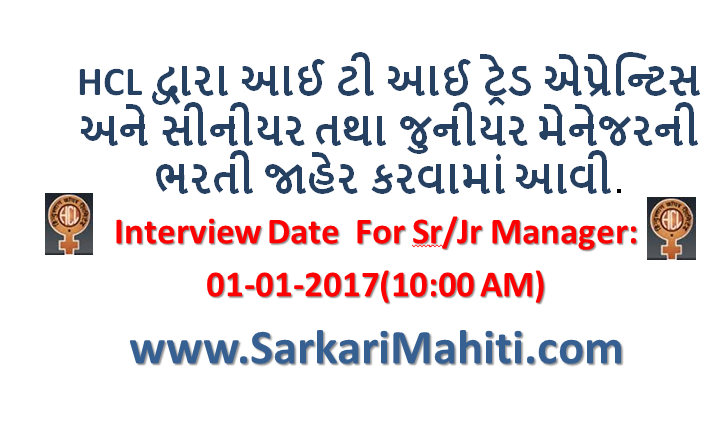 HCL દ્વારા આઈ ટી આઈ ટ્રેડ એપ્રેન્ટિસ
અને સીનીયર તથા જુનીયર મેનેજરની
ભરતી જાહેર કરવામાં આવી.
Interview Date For Sr/Jr Manager:
01-01-2017(10:00 AM)
www.SarkariMahiti.com